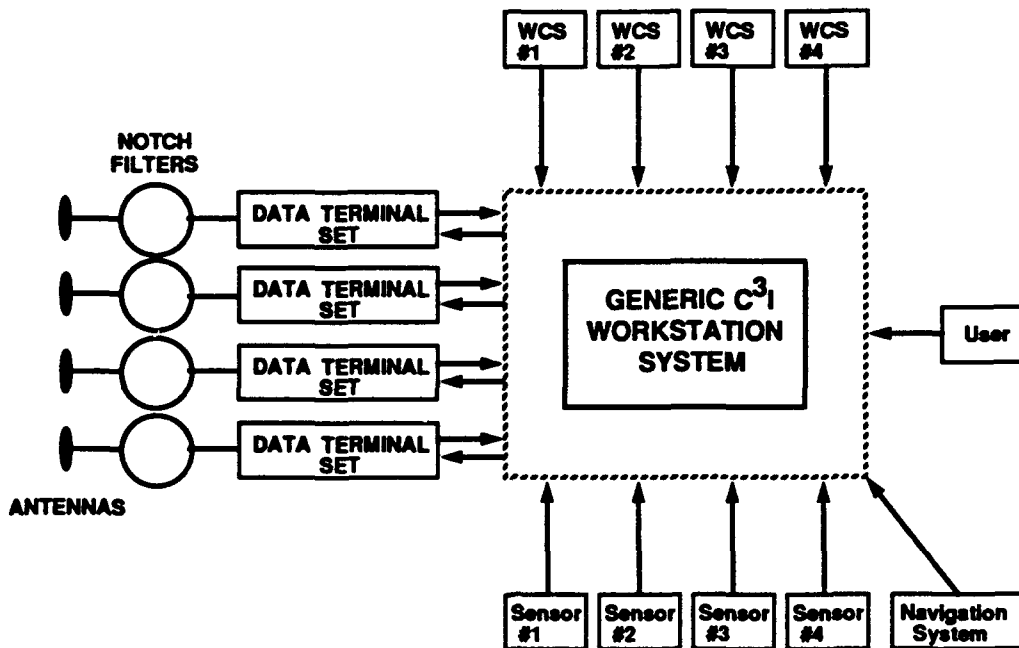 WCS
#1
WCS
#2
WCS
#3
WCS
#4
NOTCH
FILTERS
DATA TERMINAL
SET
DATA TERMINAL
SET
DATA TERMINAL
SET
DATA TERMINAL
SET
ANTENNAS
GENERIC C³I
WORKSTATION
SYSTEM
User
Sensor
#1
Sensor
#2
Sensor
#3
Sensor
#4
Navigation
System